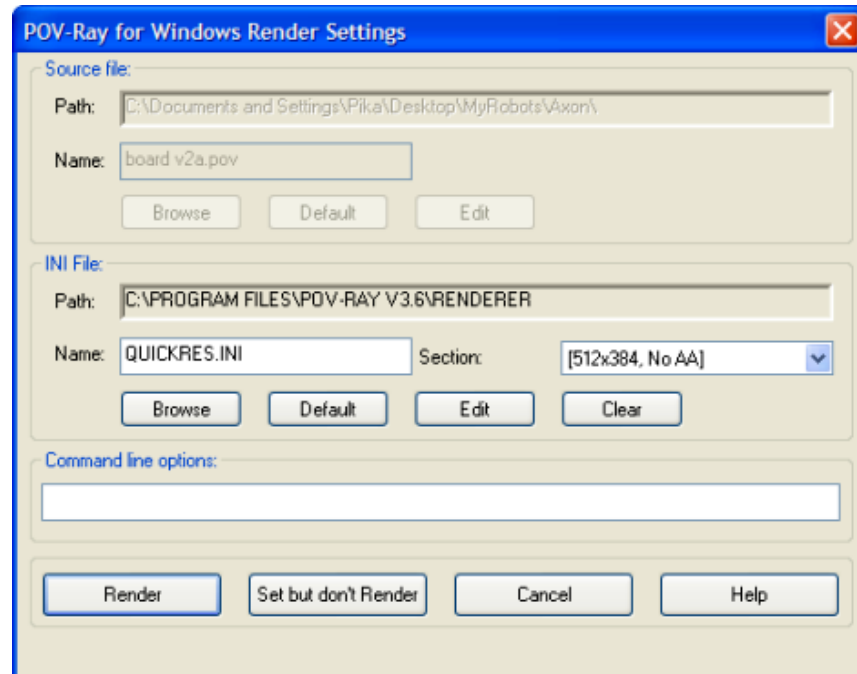 POV-Ray for Windows Render Settings
Source file:
Path: C:\Documents and Settings\Pika\Desktop\MyRobots\Axon\
Name: board v2a.pov
Browse Default Edit
INI File:
Path: C:\PROGRAM FILES\POV-RAY V3.6\RENDERER
Name: QUICKRES.INI Section: [512x384, No AA]
Browse Default Edit Clear
Command line options:
Render Set but don't Render Cancel Help